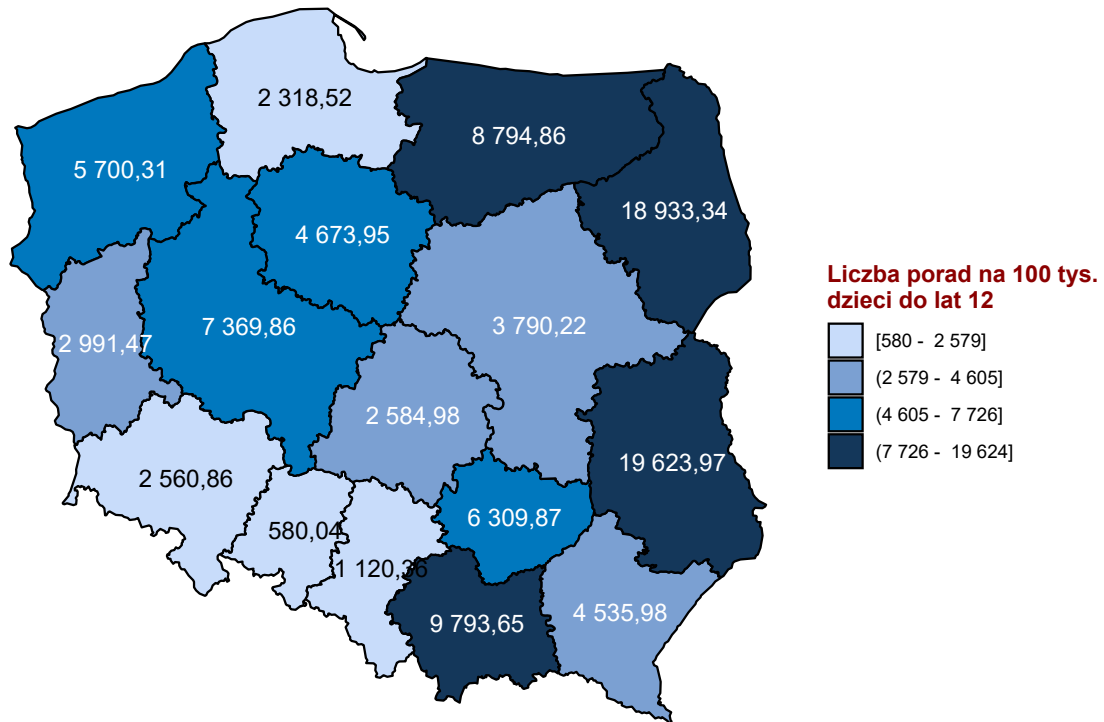 2 318,52
8 794,86
5 700,31
18 933,34
4 673,95
7 369,86
3 790,22
2 991,47
2 584,98
19 623,97
2 560,86
6 309,87
580,04
1 120,36
4 535,98
9 793,65
Liczba porad na 100 tys.
dzieci do lat 12
[580 - 2 579]
(2 579 - 4 605]
(4 605 - 7 726]
(7 726 - 19 624]